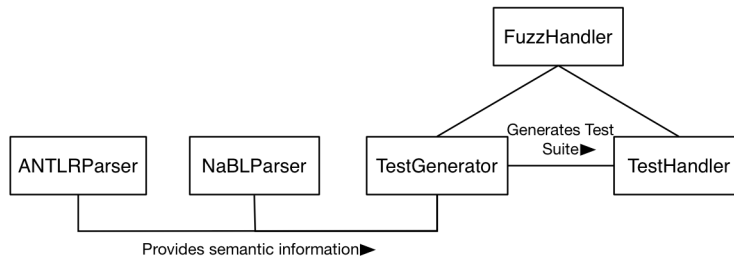 FuzzHandler
Generates Test
Suite▶
ANTLRParser
NaBLParser
TestGenerator
TestHandler
Provides semantic information▶